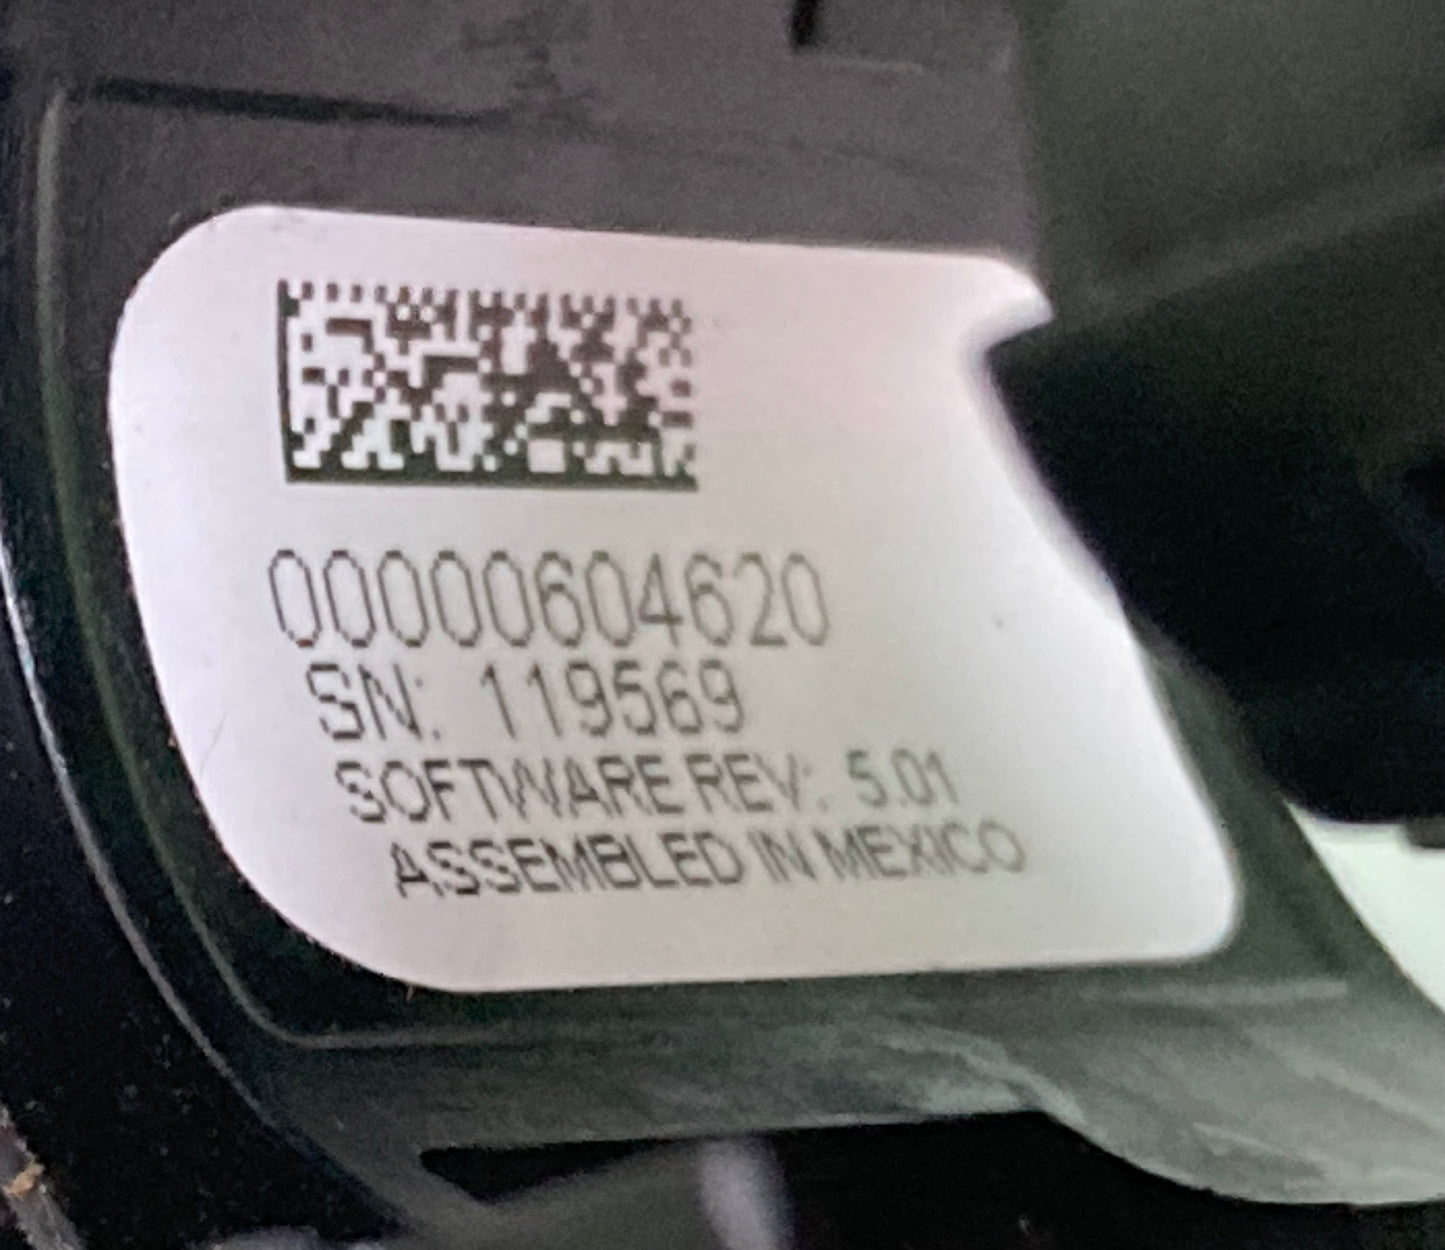 00000604620
SN: 119569
SOFTWARE REV: 5.01
ASSEMBLED IN MEXICO